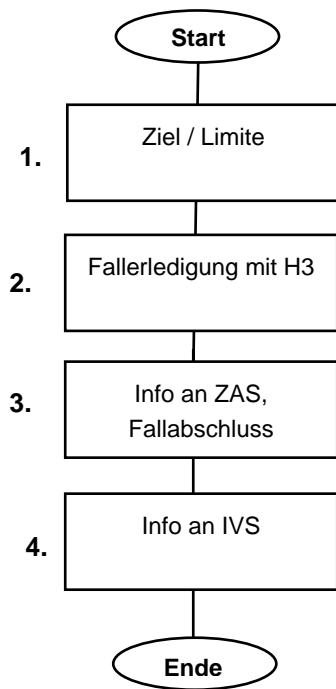 Start
1.
Ziel / Limite
2.
Fallerledigung mit H3
3.
Info an ZAS,
Fallabschluss
4.
Info an IVS
Ende